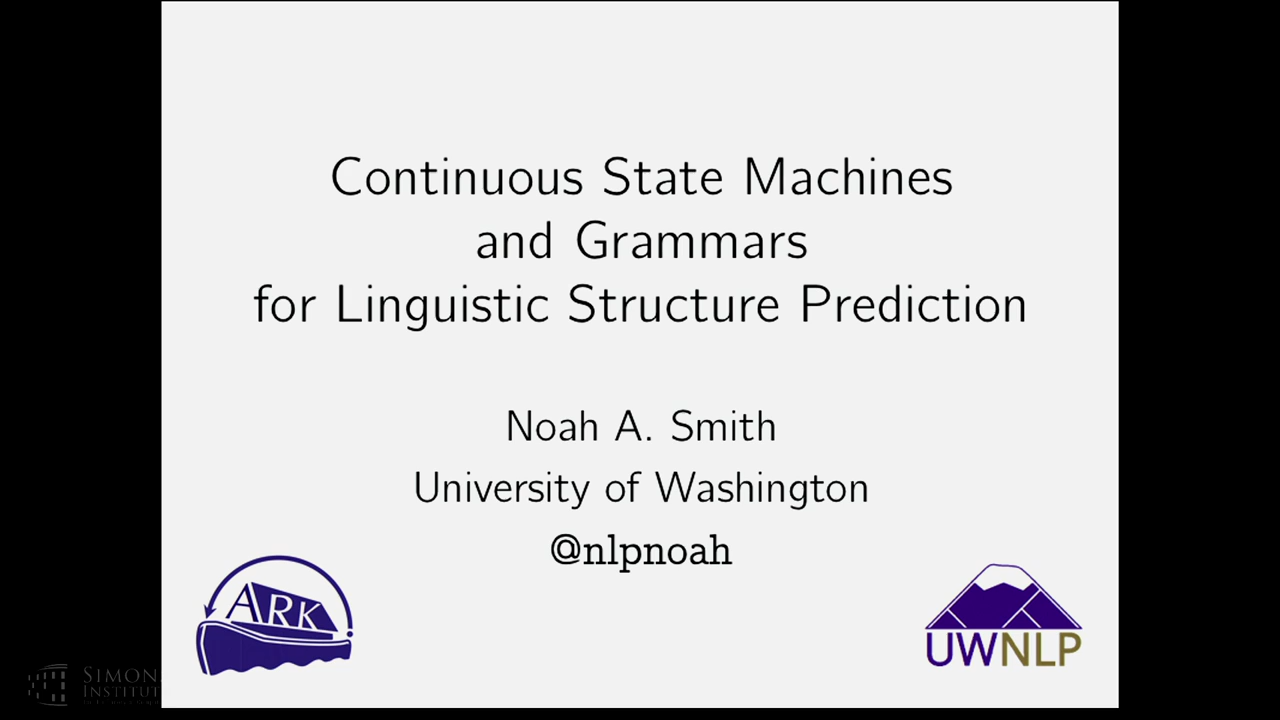 Continuous State Machines
and Grammars
for Linguistic Structure Prediction
Noah A. Smith
University of Washington
@nlpnoah
ARK
UWNLP